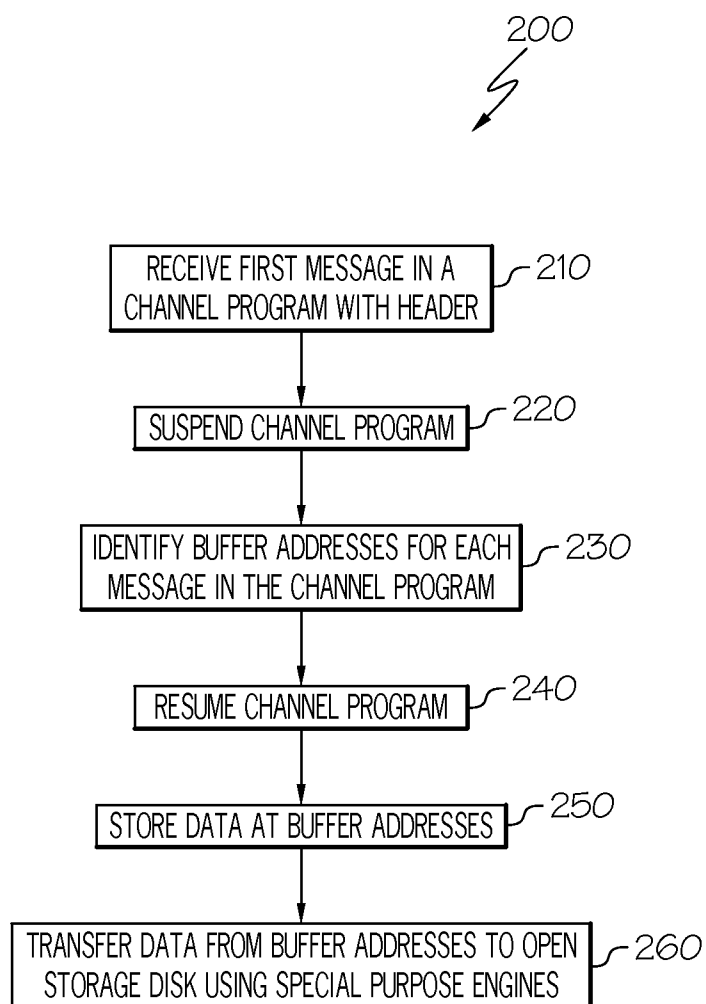 200
RECEIVE FIRST MESSAGE IN A
CHANNEL PROGRAM WITH HEADER
210
SUSPEND CHANNEL PROGRAM
220
IDENTIFY BUFFER ADDRESSES FOR EACH
MESSAGE IN THE CHANNEL PROGRAM
230
RESUME CHANNEL PROGRAM
240
STORE DATA AT BUFFER ADDRESSES
250
TRANSFER DATA FROM BUFFER ADDRESSES TO OPEN
STORAGE DISK USING SPECIAL PURPOSE ENGINES
260